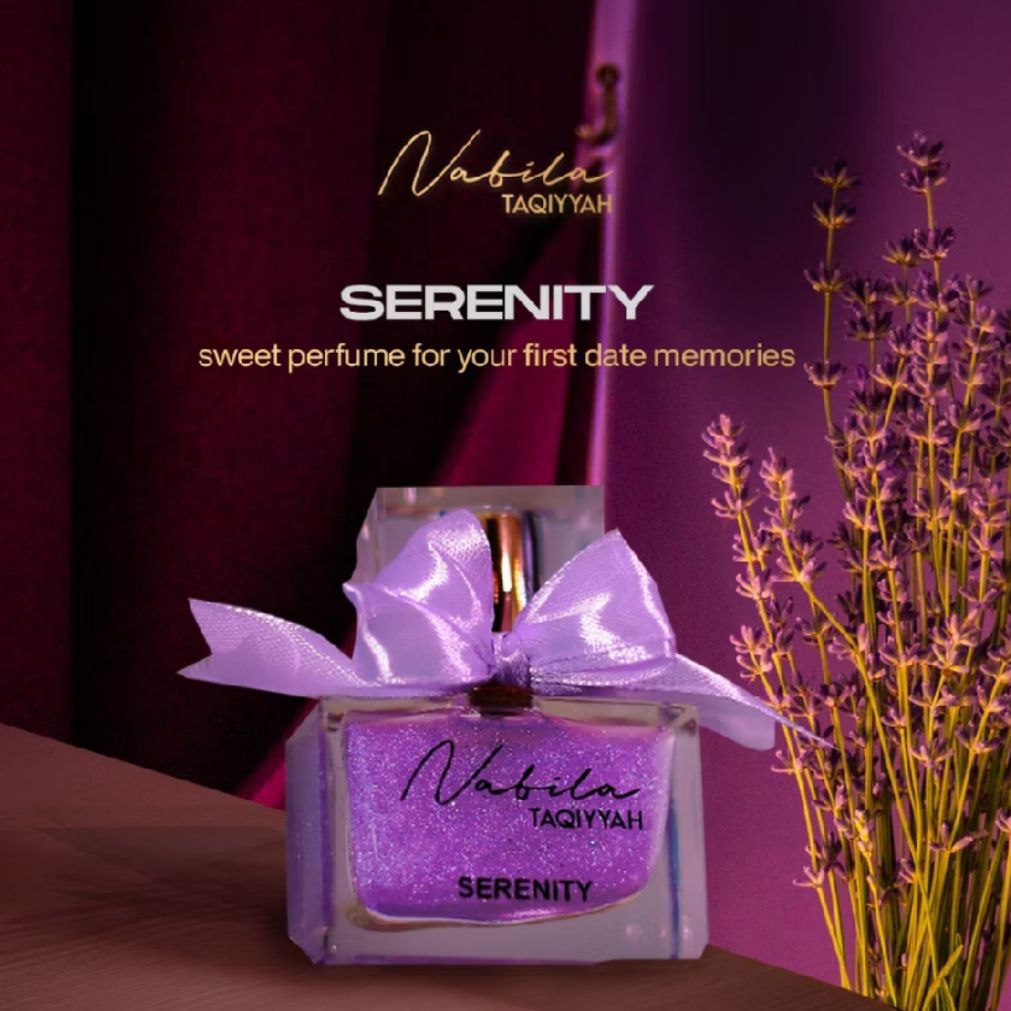 Nabila
TAQIYYAH
SERENITY
sweet perfume for your first date memories
Nabila
TAQIYYAH
SERENITY